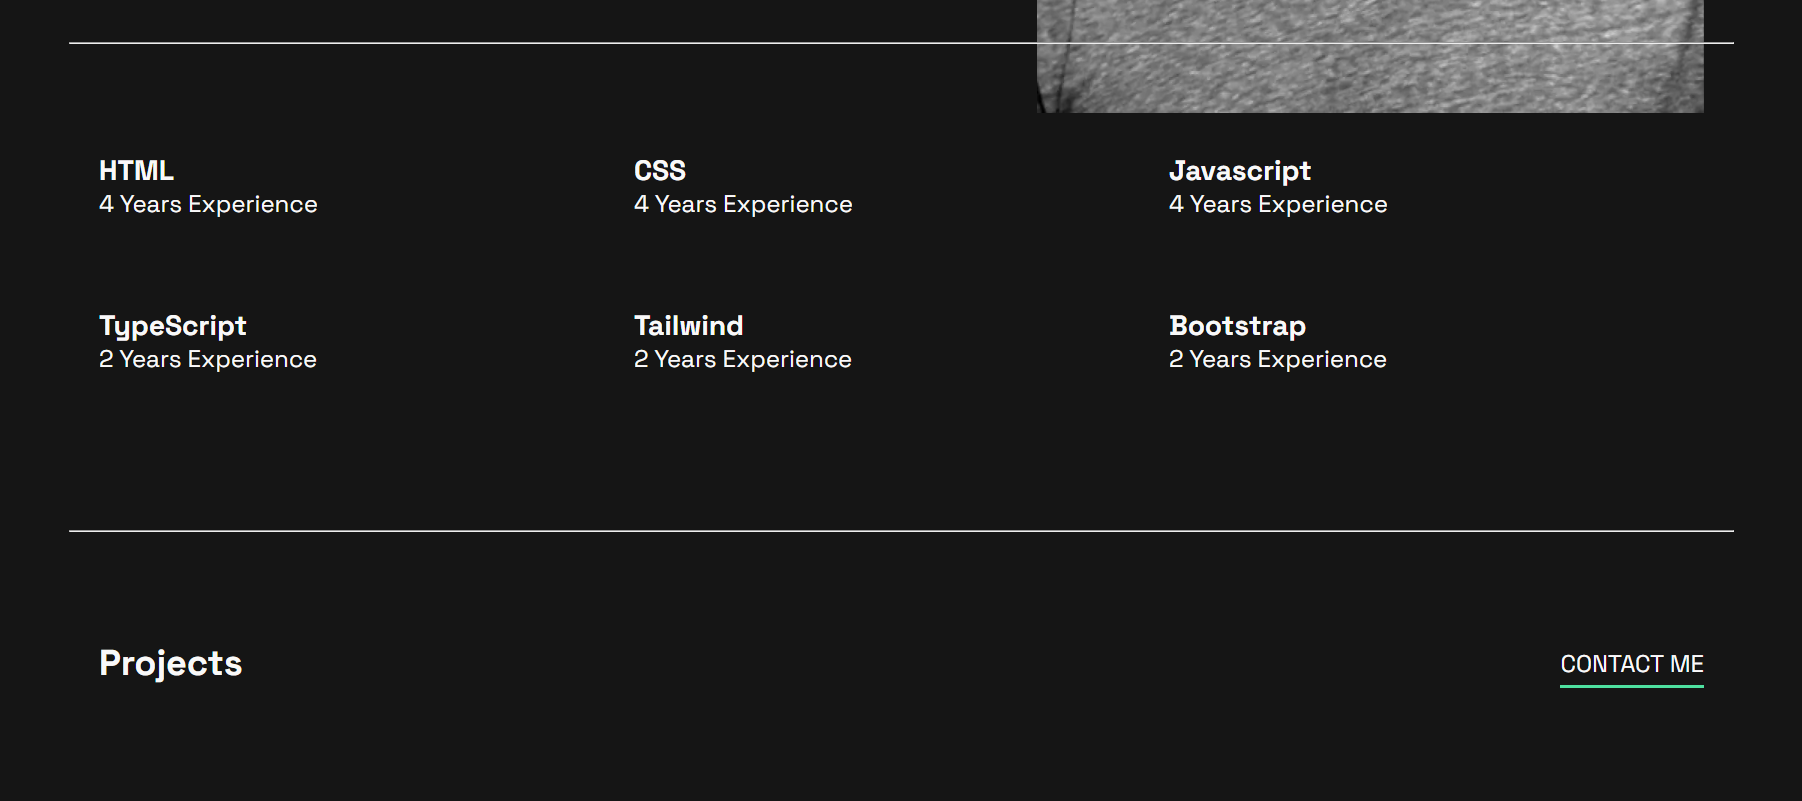 HTML
4 Years Experience
CSS
4 Years Experience
Javascript
4 Years Experience
TypeScript
2 Years Experience
Tailwind
2 Years Experience
Bootstrap
2 Years Experience
Projects
CONTACT ME